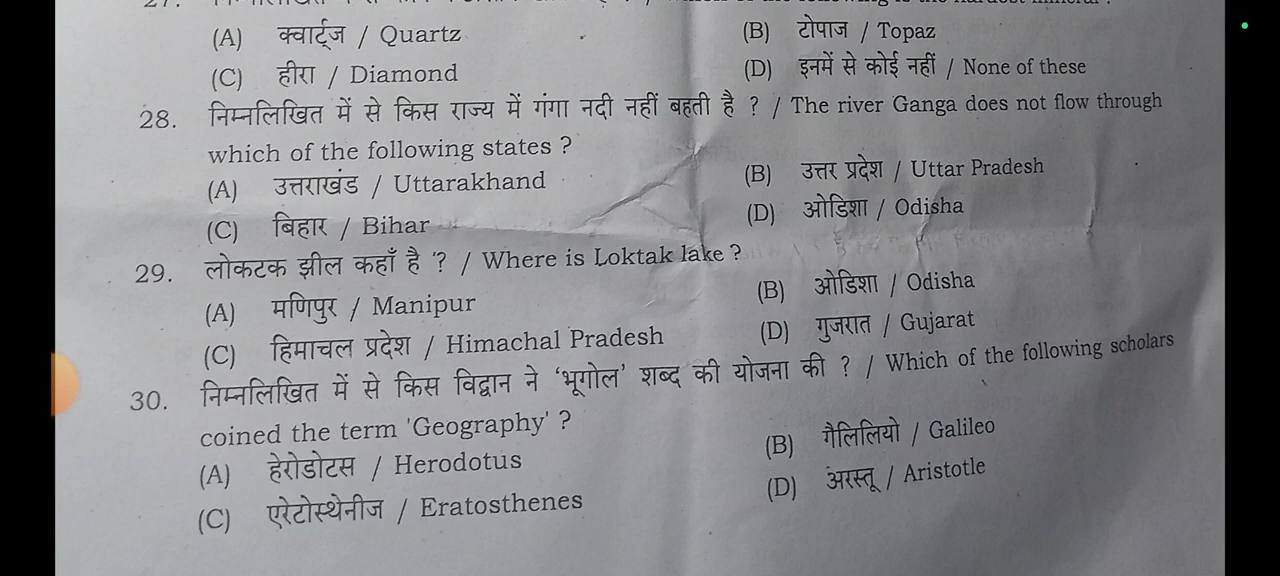 the hardest mineral ?
(A) क्वार्ट्ज / Quartz (B) टोपाज / Topaz
(C) हीरा / Diamond (D) इनमें से कोई नहीं / None of these
28. निम्नलिखित में से किस राज्य में गंगा नदी नहीं बहती है ? / The river Ganga does not flow through
which of the following states ?
(A) उत्तराखंड / Uttarakhand (B) उत्तर प्रदेश / Uttar Pradesh
(C) बिहार / Bihar (D) ओडिशा / Odisha
29. लोकटक झील कहाँ है ? / Where is Loktak lake ?
(A) मणिपुर / Manipur (B) ओडिशा / Odisha
(C) हिमाचल प्रदेश / Himachal Pradesh (D) गुजरात / Gujarat
30. निम्नलिखित में से किस विद्वान ने ‘भूगोल’ शब्द की योजना की ? / Which of the following scholars
coined the term 'Geography' ?
(A) हेरोडोटस / Herodotus (B) गैलिलियो / Galileo
(C) एरेटोस्थेनीज / Eratosthenes (D) अरस्तू / Aristotle